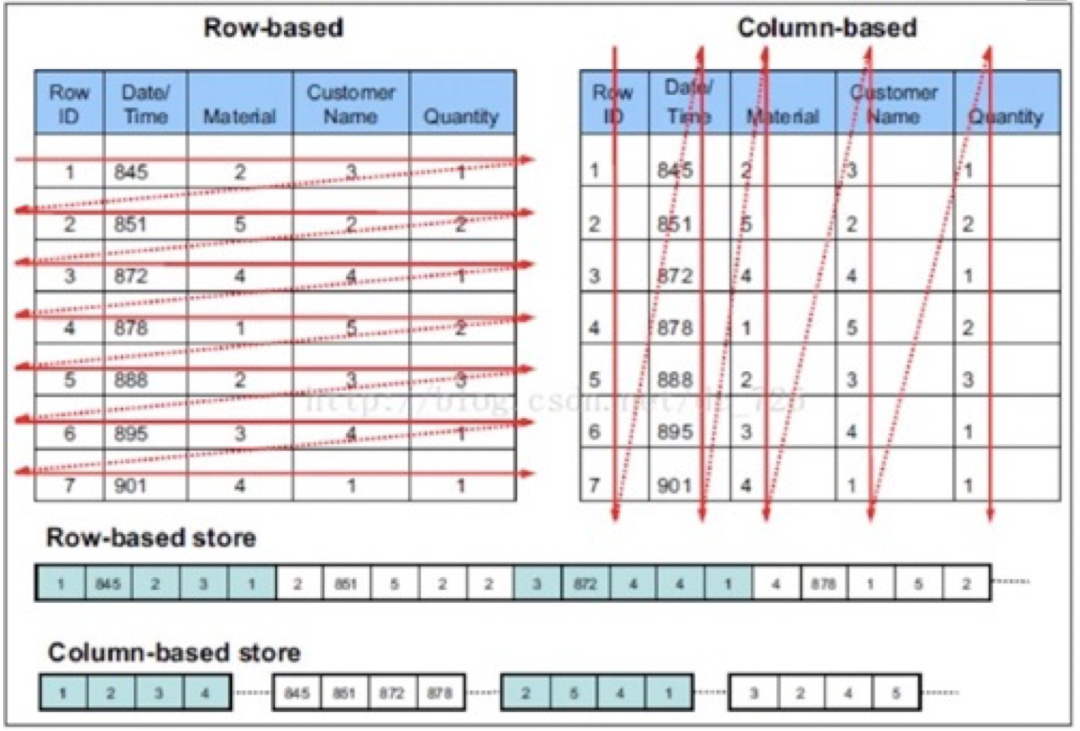 Row-based
Column-based
Row ID Date/ Time Material Customer Name Quantity
1 845 2 3 1
2 851 5 2 2
3 872 4 4 1
4 878 1 5 2
5 888 2 3 3
6 895 3 4 1
7 901 4 1 1
Row ID Date/ Time Material Customer Name Quantity
1 845 2 3 1
2 851 5 2 2
3 872 4 4 1
4 878 1 5 2
5 888 2 3 3
6 895 3 4 1
7 901 4 1 1
Row-based store
1 845 2 3 1 2 851 5 2 2 3 872 4 4 1 4 878 1 5 2
Column-based store
1 2 3 4 845 851 872 878 2 5 4 1 3 2 4 5